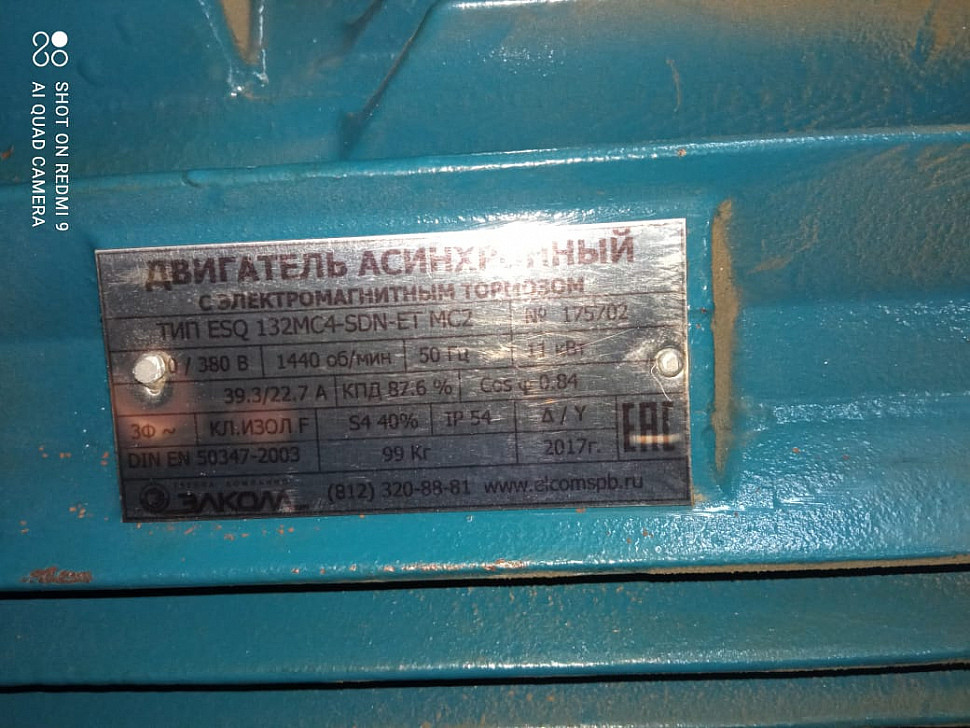 SHOT ON REDMI 9
AI QUAD CAMERA
ДВИГАТЕЛЬ АСИНХРОННЫЙ
С ЭЛЕКТРОМАГНИТНЫМ ТОРМОЗОМ
ТИП ESQ 132MC4-SDN-ET MC2 № 175702
0 / 380 В 1440 об/мин 50 Гц 11 кВт
39.3/22.7 А КПД 87.6 % Cos φ 0.84
3Ф ~ КЛ.ИЗОЛ F S4 40% IP 54 Δ / Y EAC
DIN EN 50347-2003 99 Кг 2017г.
ГРУППА КОМПАНИЙ
ЭЛКОМ (812) 320-88-81 www.elcomspb.ru